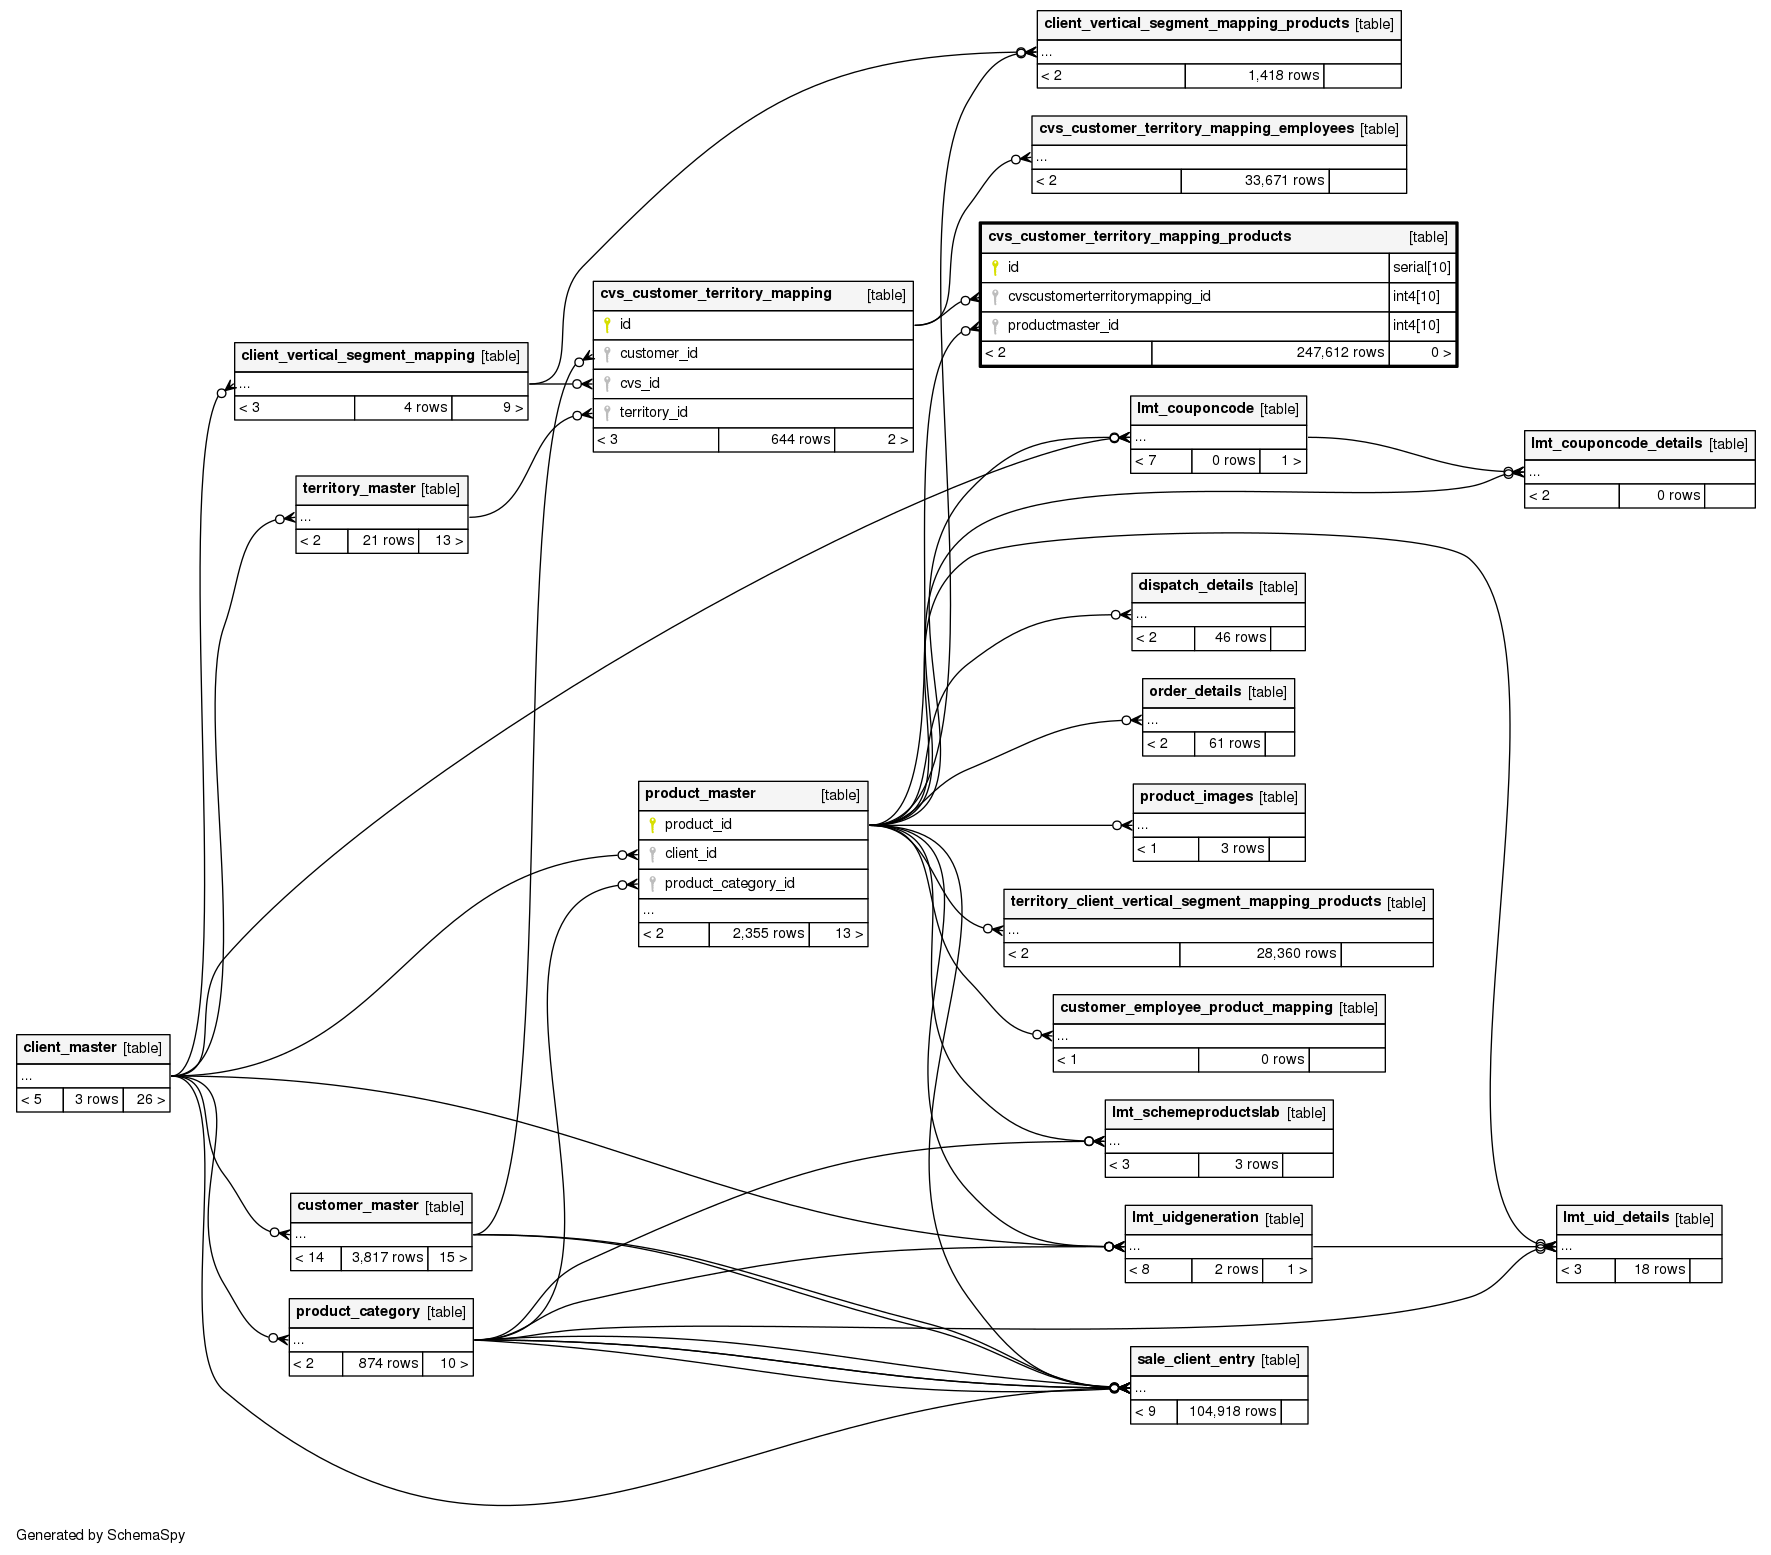 client_vertical_segment_mapping_products [table]
...
< 2 1,418 rows
cvs_customer_territory_mapping_employees [table]
...
< 2 33,671 rows
cvs_customer_territory_mapping_products [table]
id serial[10]
cvscustomerterritorymapping_id int4[10]
productmaster_id int4[10]
< 2 247,612 rows 0 >
cvs_customer_territory_mapping [table]
id
customer_id
cvs_id
territory_id
< 3 644 rows 2 >
client_vertical_segment_mapping [table]
...
< 3 4 rows 9 >
lmt_couponcode [table]
...
< 7 0 rows 1 >
lmt_couponcode_details [table]
...
< 2 0 rows
territory_master [table]
...
< 2 21 rows 13 >
dispatch_details [table]
...
< 2 46 rows
order_details [table]
...
< 2 61 rows
product_master [table]
product_id
client_id
product_category_id
...
< 2 2,355 rows 13 >
product_images [table]
...
< 1 3 rows
territory_client_vertical_segment_mapping_products [table]
...
< 2 28,360 rows
customer_employee_product_mapping [table]
...
< 1 0 rows
client_master [table]
...
< 5 3 rows 26 >
lmt_schemeproductslab [table]
...
< 3 3 rows
customer_master [table]
...
< 14 3,817 rows 15 >
lmt_uidgeneration [table]
...
< 8 2 rows 1 >
lmt_uid_details [table]
...
< 3 18 rows
product_category [table]
...
< 2 874 rows 10 >
sale_client_entry [table]
...
< 9 104,918 rows
Generated by SchemaSpy